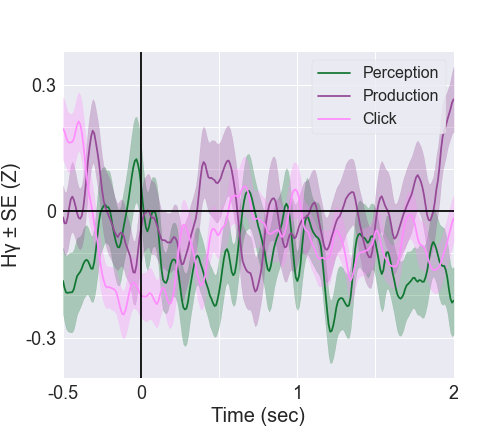 Perception
Production
Click
0.3
0
-0.3
Hγ ± SE (Z)
-0.5
0
1
2
Time (sec)